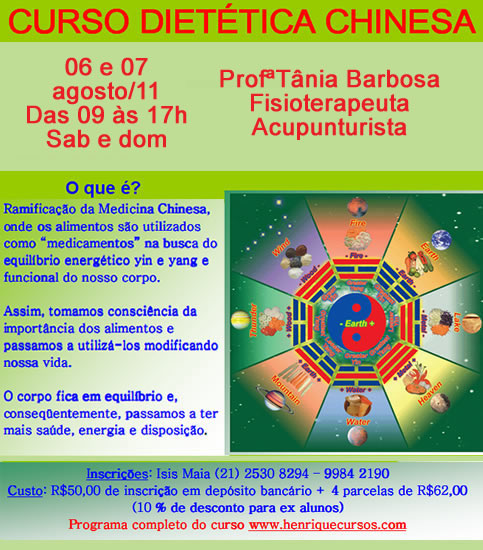 CURSO DIETÉTICA CHINESA
06 e 07
agosto/11
Das 09 às 17h
Sab e dom
ProfªTânia Barbosa
Fisioterapeuta
Acupunturista
O que é?
Ramificação da Medicina Chinesa,
onde os alimentos são utilizados
como “medicamentos” na busca do
equilíbrio energético yin e yang e
funcional do nosso corpo.
Assim, tomamos consciência da
importância dos alimentos e
passamos a utilizá-los modificando
nossa vida.
O corpo fica em equilíbrio e,
conseqüentemente, passamos a ter
mais saúde, energia e disposição.
Fire
Earth
Lake
Heaven
Water
Mountain
Thunder
Wind
- Fire -
- Earth -
- Metal -
- Metal -
- Water -
- Earth -
- Wood +
- Wood -
- Earth +
Inscrições: Isis Maia (21) 2530 8294 – 9984 2190
Custo: R$50,00 de inscrição em depósito bancário + 4 parcelas de R$62,00
(10 % de desconto para ex alunos)
Programa completo do curso www.henriquecursos.com